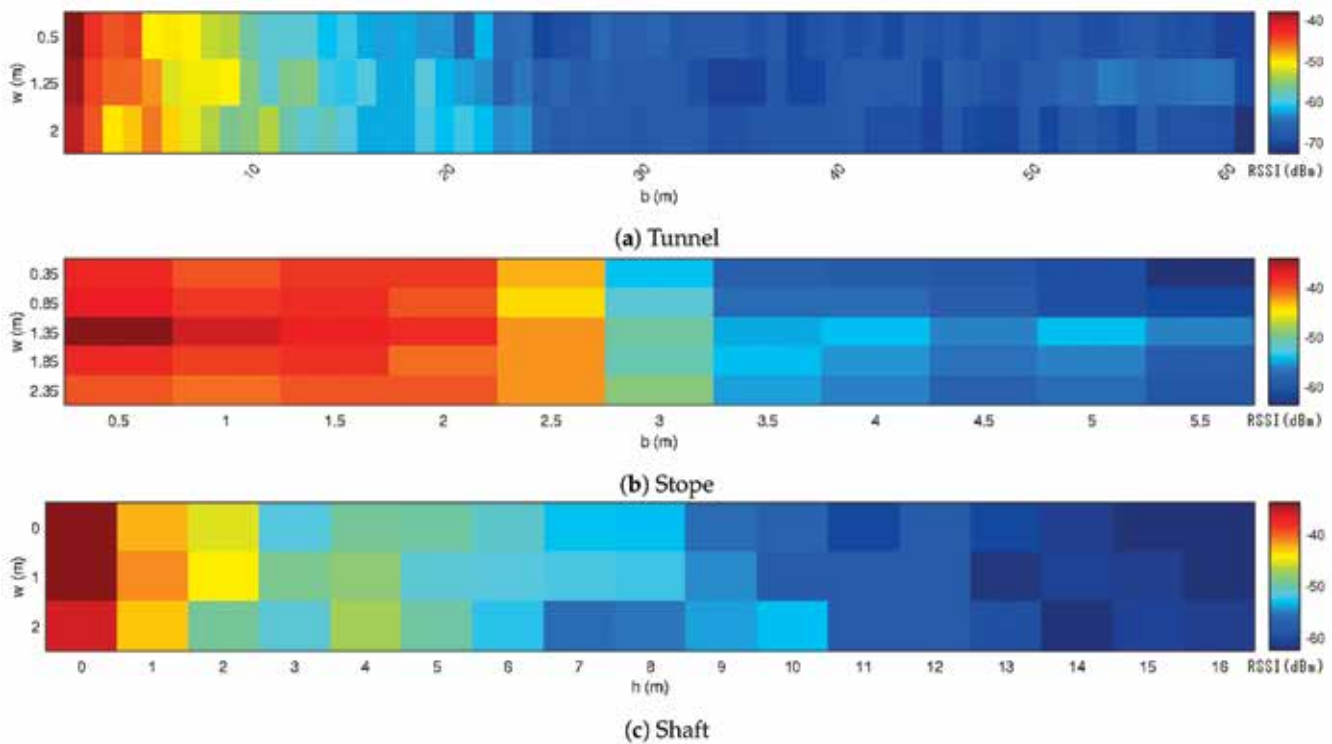 w (m)
0.5
1.25
2
10
20
30
40
50
60
b (m)
-40
-50
-60
-70
RSSI(dBm)
(a) Tunnel
w (m)
0.35
0.85
1.35
1.85
2.35
0.5 1 1.5 2 2.5 3 3.5 4 4.5 5 5.5
b (m)
-40
-50
-60
RSSI(dBm)
(b) Stope
w (m)
0
1
2
0 1 2 3 4 5 6 7 8 9 10 11 12 13 14 15 16
h (m)
-40
-50
-60
RSSI(dBm)
(c) Shaft